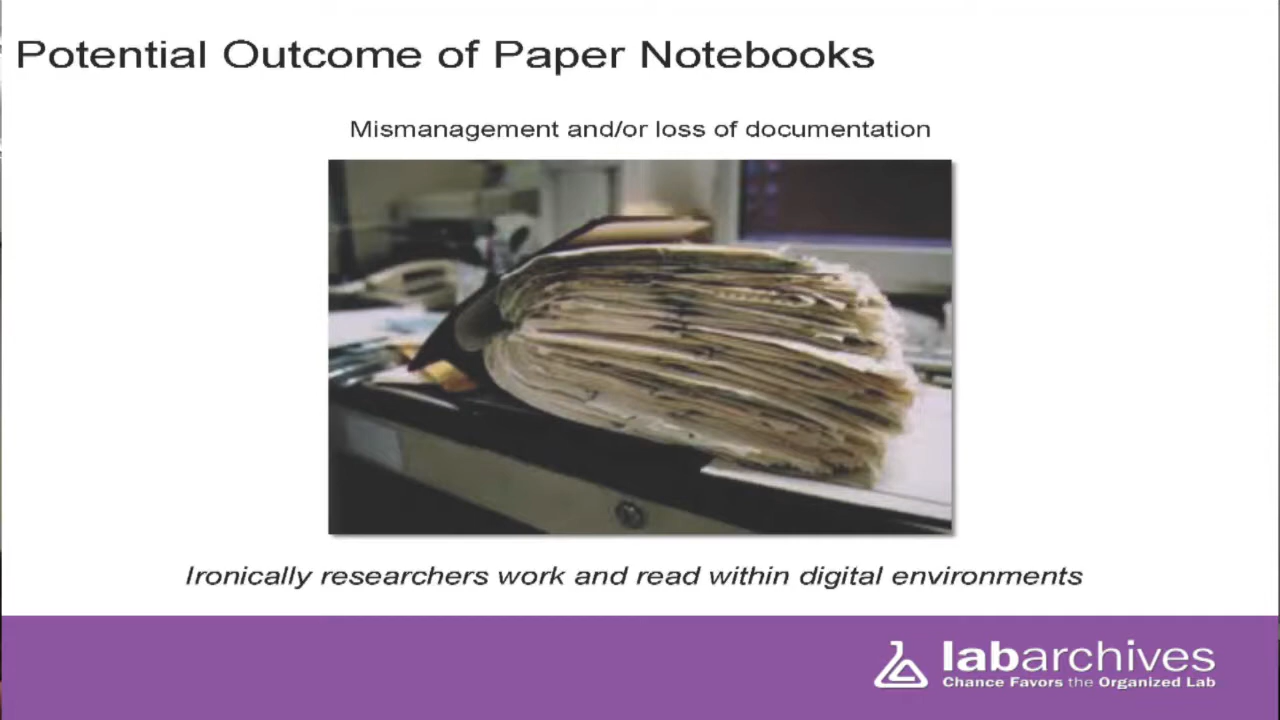 Potential Outcome of Paper Notebooks
Mismanagement and/or loss of documentation
Ironically researchers work and read within digital environments
labarchives
Chance Favors the Organized Lab